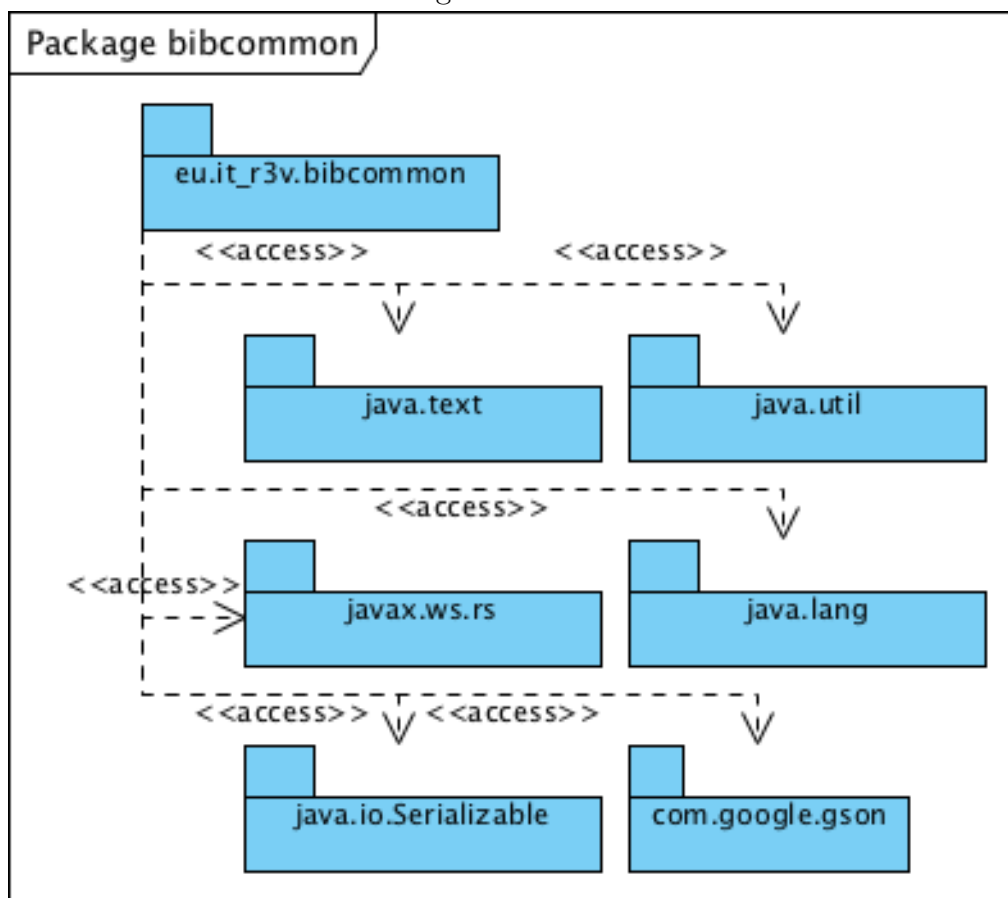 Package bibcommon
eu.it_r3v.bibcommon
<<access>> <<access>>
java.text java.util
<<access>>
<<access>>
javax.ws.rs java.lang
<<access>> <<access>>
java.io.Serializable com.google.gson